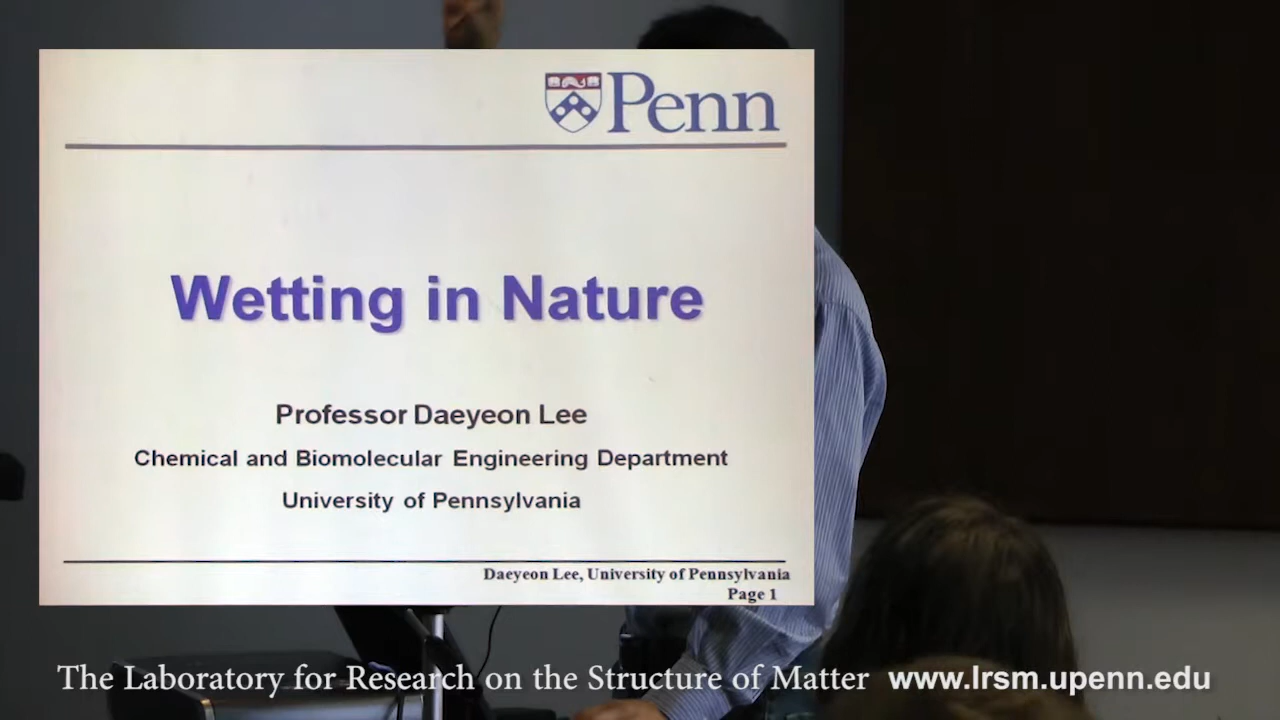 Penn
Wetting in Nature
Professor Daeyeon Lee
Chemical and Biomolecular Engineering Department
University of Pennsylvania
Daeyeon Lee, University of Pennsylvania
Page 1
The Laboratory for Research on the Structure of Matter www.lrsm.upenn.edu